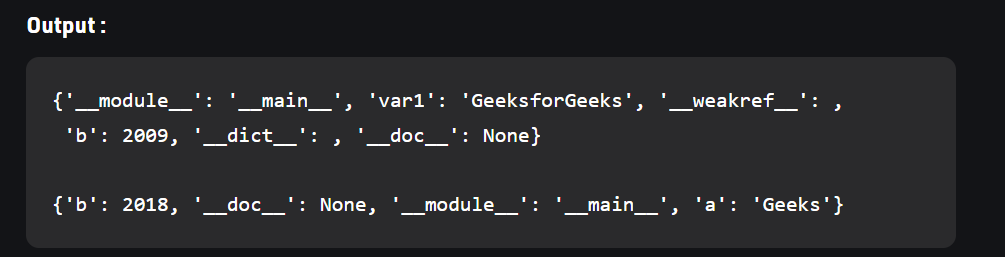 Output:
{'__module__': '__main__', 'var1': 'GeeksforGeeks', '__weakref__': ,
'b': 2009, '__dict__': , '__doc__': None}
{'b': 2018, '__doc__': None, '__module__': '__main__', 'a': 'Geeks'}